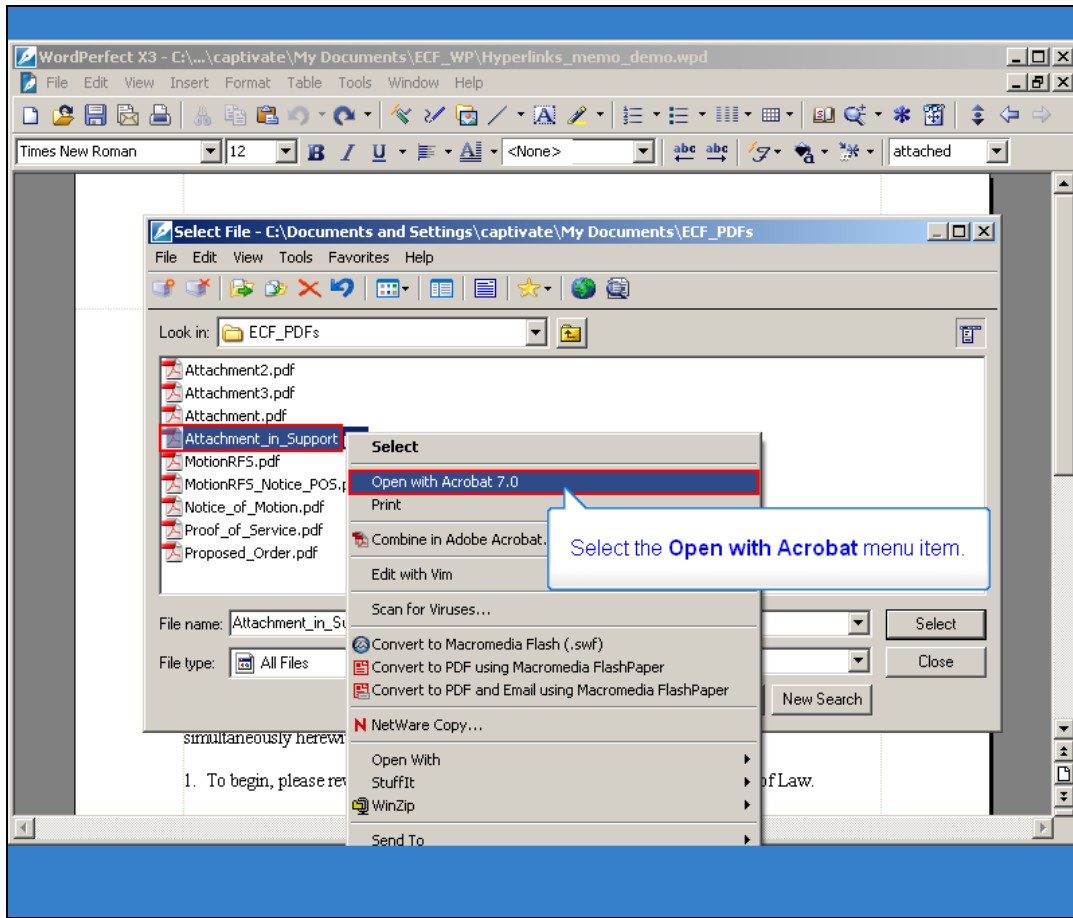 WordPerfect X3 - C:\...\captivate\My Documents\ECF_WP\Hyperlinks_memo_demo.wpd
File Edit View Insert Format Table Tools Window Help
Times New Roman 12 B I U <None> abc abc attached
Select File - C:\Documents and Settings\captivate\My Documents\ECF_PDFs
File Edit View Tools Favorites Help
Look in: ECF_PDFs
Attachment2.pdf
Attachment3.pdf
Attachment.pdf
Attachment_in_Support
MotionRFS.pdf
MotionRFS_Notice_POS.p
Notice_of_Motion.pdf
Proof_of_Service.pdf
Proposed_Order.pdf
Select
Open with Acrobat 7.0
Print
Combine in Adobe Acrobat.
Edit with Vim
Scan for Viruses...
Convert to Macromedia Flash (.swf)
Convert to PDF using Macromedia FlashPaper
Convert to PDF and Email using Macromedia FlashPaper
NetWare Copy...
Open With
StuffIt
WinZip
Send To
Select the Open with Acrobat menu item.
File name: Attachment_in_Su Select
File type: All Files Close
New Search
simultaneously herewi
1. To begin, please rev of Law.